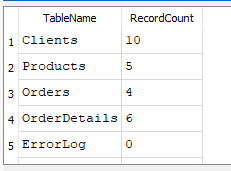 TableName RecordCount
1 Clients 10
2 Products 5
3 Orders 4
4 OrderDetails 6
5 ErrorLog 0